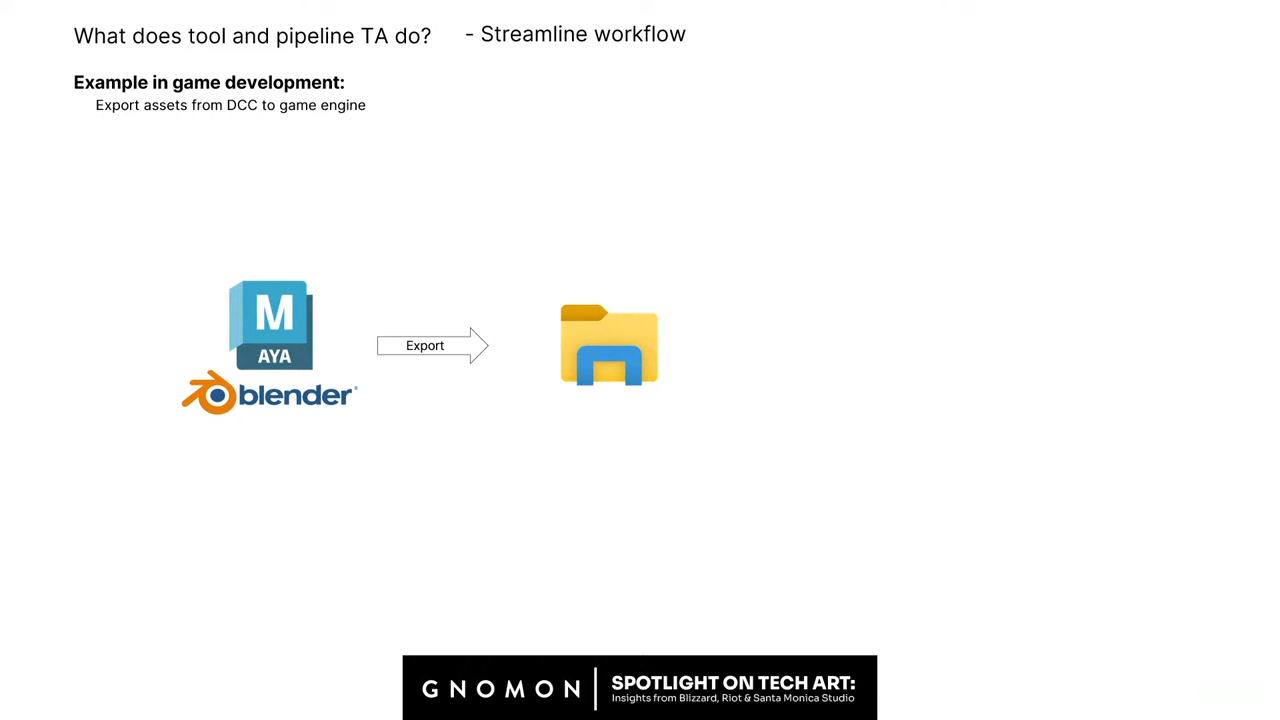 What does tool and pipeline TA do? - Streamline workflow
Example in game development:
Export assets from DCC to game engine
M
AYA
Export
blender
GNOMON
SPOTLIGHT ON TECH ART:
Insights from Blizzard, Riot & Santa Monica Studio